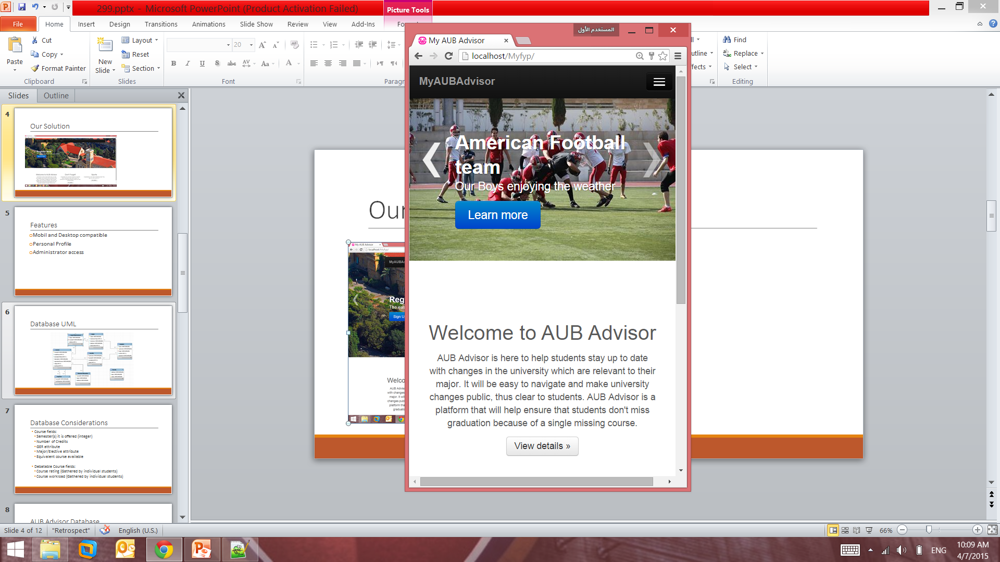 299.pptx - Microsoft PowerPoint (Product Activation Failed)
Picture Tools
File
Home
Insert
Design
Transitions
Animations
Slide Show
Review
View
Add-Ins
Paste
Cut
Copy
Format Painter
Clipboard
New
Slide
Layout
Reset
Section
Slides
20
B I U S abc AV Aa A
Font
Find
Replace
Select
Editing
Slides
Outline
4
Our Solution
5
Features
Mobil and Desktop compatible
Personal Profile
Administrator access
6
Database UML
7
Database Considerations
Course fields:
Semester(s) it is offered (integer)
Number of Credits
GER attribute
Major/Elective attribute
Equivalent course available
Debatable Course fields:
Course rating (Gathered by individual students)
Course workload (Gathered by individual students)
8
AUB Advisor Database
Our
My AUB Advisor
localhost/Myfyp/
المستخدم الأول
My AUB Advisor
localhost/Myfyp/
MyAUBAdvisor
American Football
team
Our Boys enjoying the weather
Learn more
Welcome to AUB Advisor
AUB Advisor is here to help students stay up to date
with changes in the university which are relevant to their
major. It will be easy to navigate and make university
changes public, thus clear to students. AUB Advisor is a
platform that will help ensure that students don't miss
graduation because of a single missing course.
View details »
Slide 4 of 12
"Retrospect"
English (U.S.)
66%
ENG
10:09 AM
4/7/2015